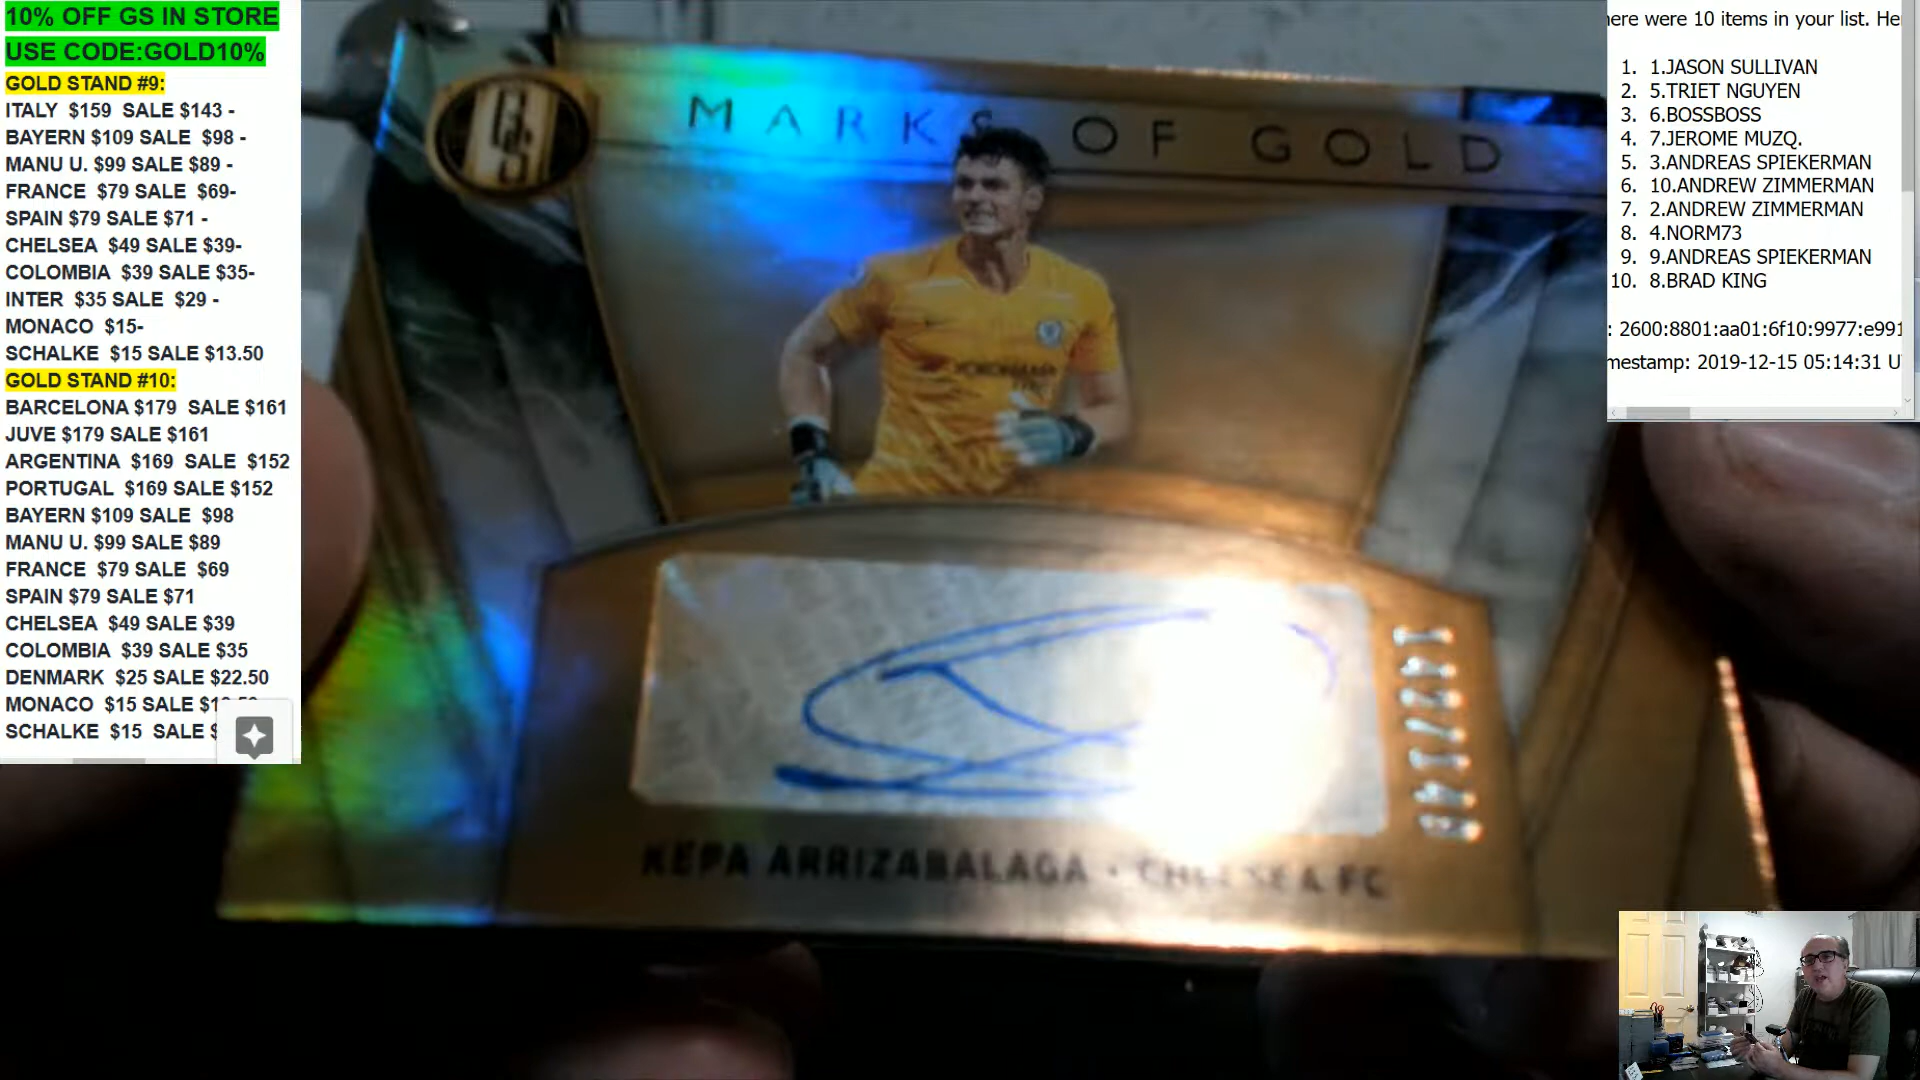 10% OFF GS IN STORE
USE CODE:GOLD10%
GOLD STAND #9:
ITALY $159 SALE $143 -
BAYERN $109 SALE $98 -
MANU U. $99 SALE $89 -
FRANCE $79 SALE $69-
SPAIN $79 SALE $71 -
CHELSEA $49 SALE $39-
COLOMBIA $39 SALE $35-
INTER $35 SALE $29 -
MONACO $15-
SCHALKE $15 SALE $13.50
GOLD STAND #10:
BARCELONA $179 SALE $161
JUVE $179 SALE $161
ARGENTINA $169 SALE $152
PORTUGAL $169 SALE $152
BAYERN $109 SALE $98
MANU U. $99 SALE $89
FRANCE $79 SALE $69
SPAIN $79 SALE $71
CHELSEA $49 SALE $39
COLOMBIA $39 SALE $35
DENMARK $25 SALE $22.50
MONACO $15 SALE
SCHALKE $15 SALE $
MARKS OF GOLD
YOKOHAMA
KEPA ARRIZABALAGA · CHELSEA FC
ere were 10 items in your list. He
1. 1.JASON SULLIVAN
2. 5.TRIET NGUYEN
3. 6.BOSSBOSS
4. 7.JEROME MUZQ.
5. 3.ANDREAS SPIEKERMAN
6. 10.ANDREW ZIMMERMAN
7. 2.ANDREW ZIMMERMAN
8. 4.NORM73
9. 9.ANDREAS SPIEKERMAN
10. 8.BRAD KING
: 2600:8801:aa01:6f10:9977:e991
mestamp: 2019-12-15 05:14:31 U